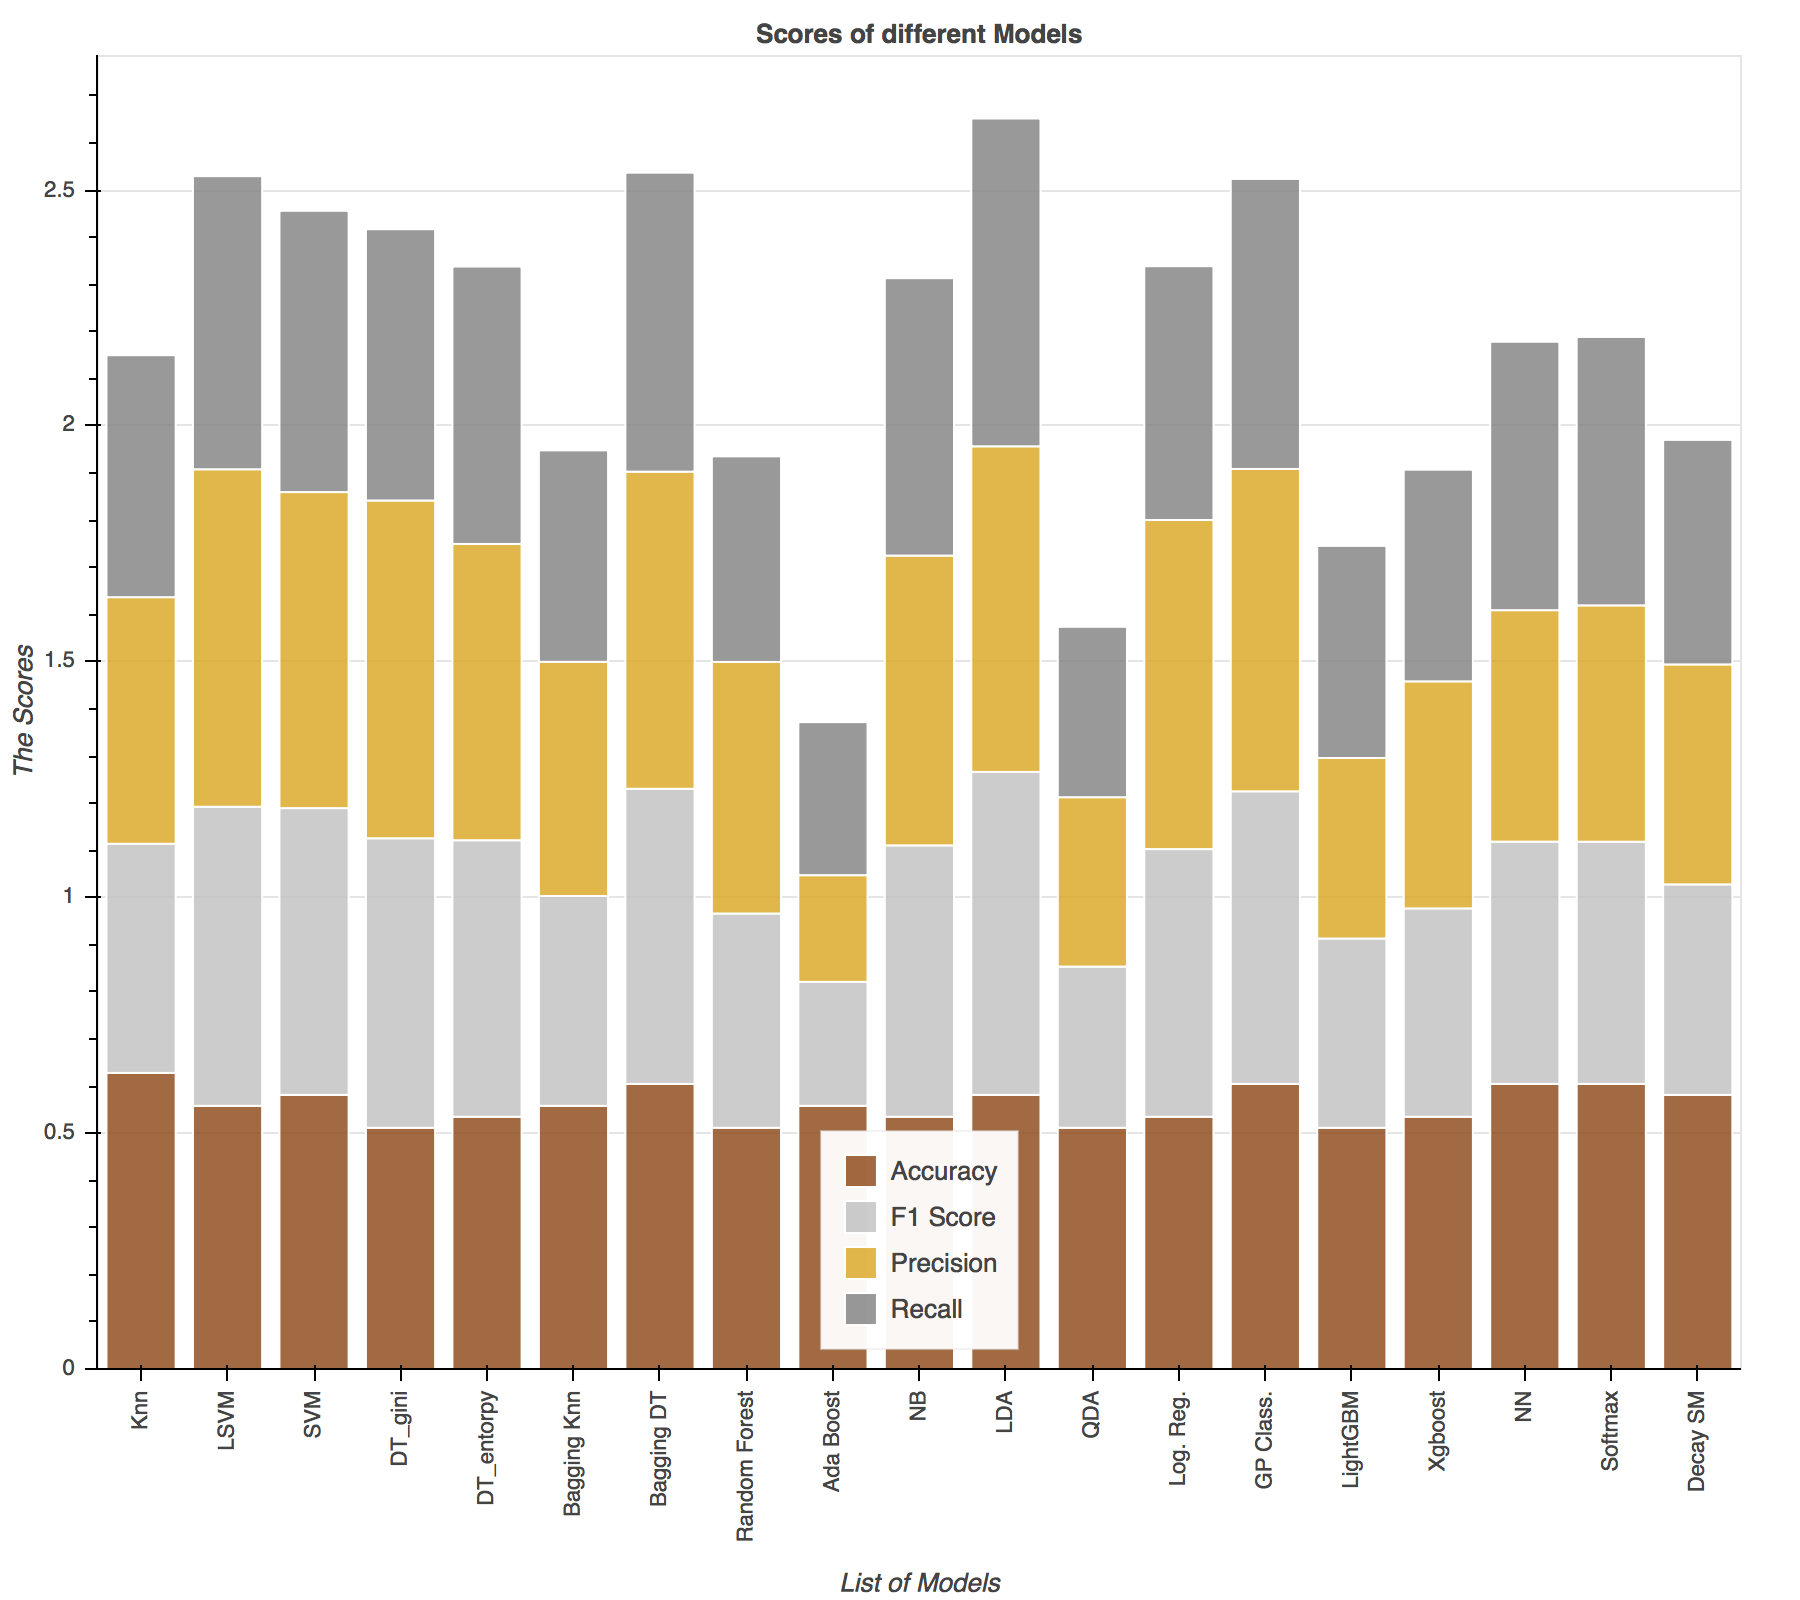 Scores of different Models
The Scores
2.5
2
1.5
1
0.5
0
Accuracy
F1 Score
Precision
Recall
Knn
LSVM
SVM
DT_gini
DT_entorpy
Bagging Knn
Bagging DT
Random Forest
Ada Boost
NB
LDA
QDA
Log. Reg.
GP Class.
LightGBM
Xgboost
NN
Softmax
Decay SM
List of Models